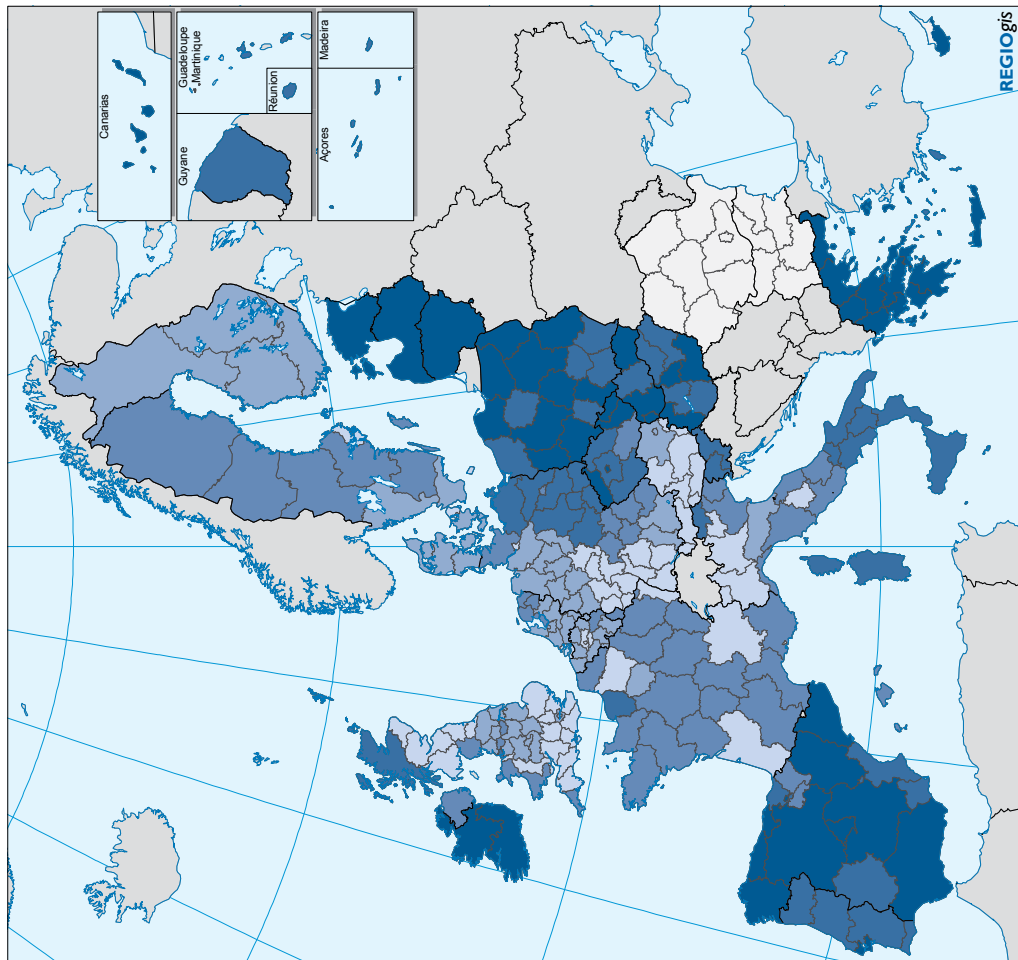 Canarias
Guyane
Guadeloupe
Martinique
Réunion
Açores
Madeira
REGIOgis